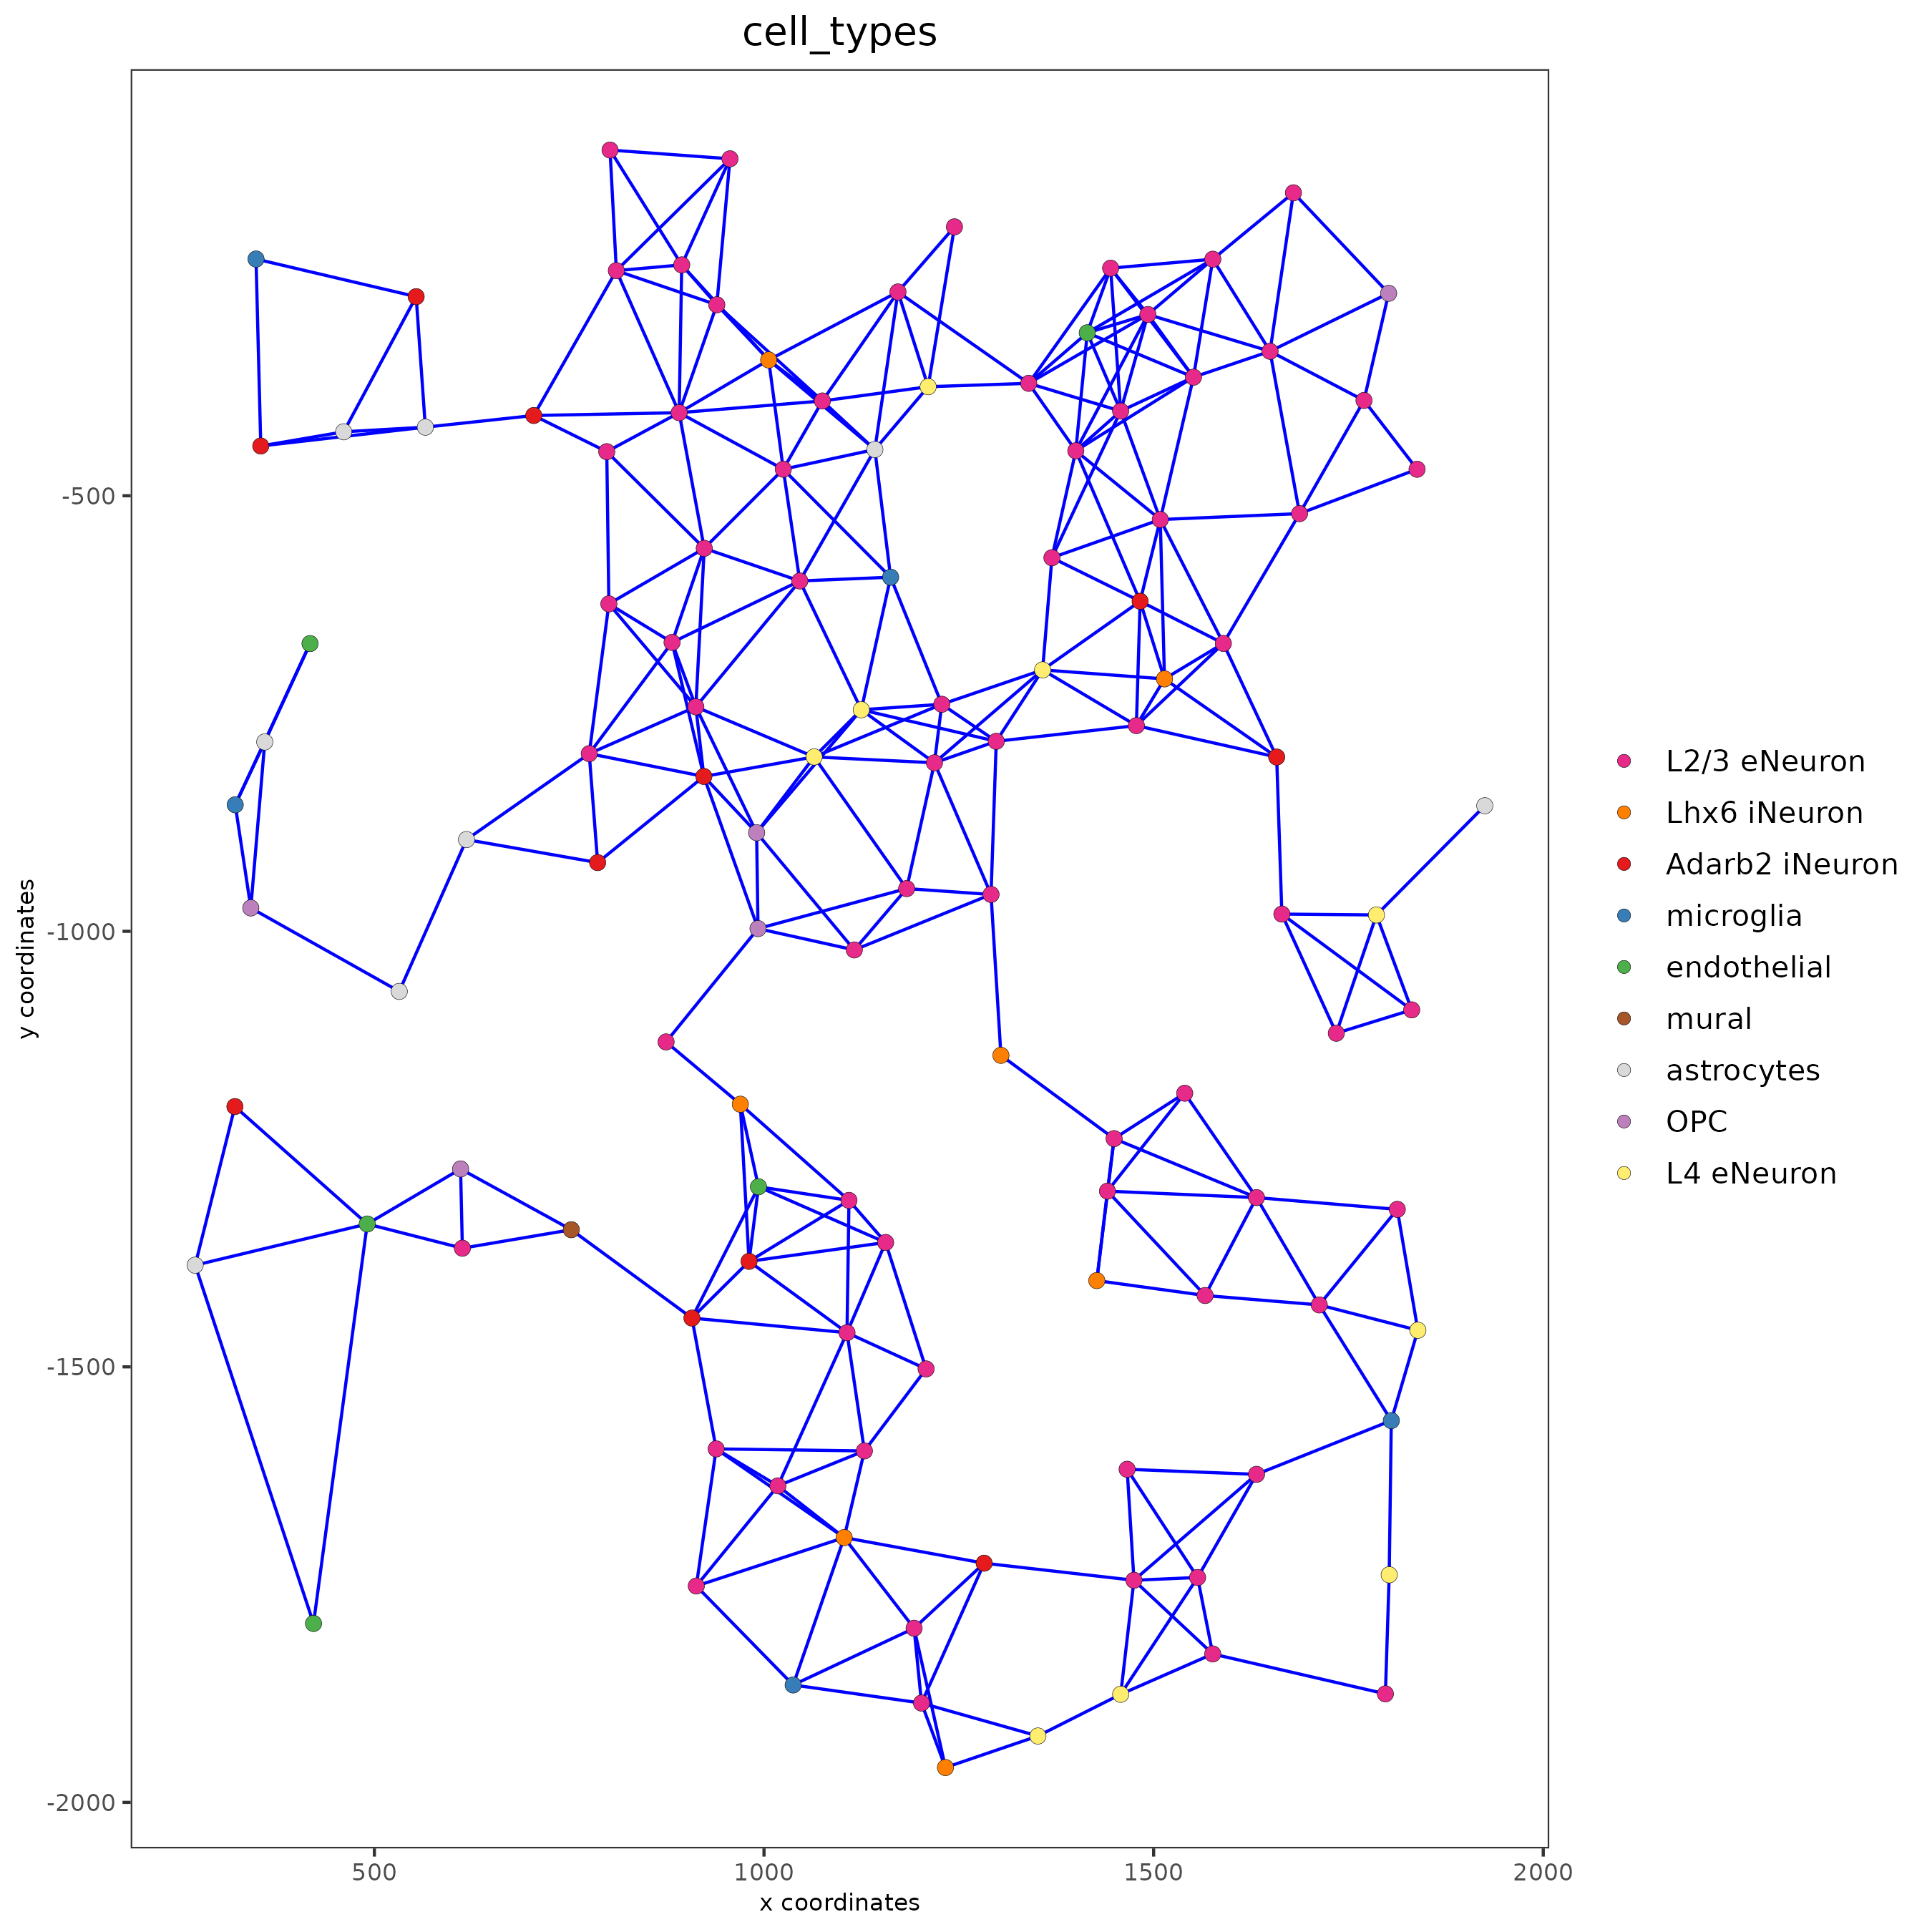 cell_types
y coordinates
-500
-1000
-1500
-2000
500
1000
1500
2000
x coordinates
L2/3 eNeuron
Lhx6 iNeuron
Adarb2 iNeuron
microglia
endothelial
mural
astrocytes
OPC
L4 eNeuron